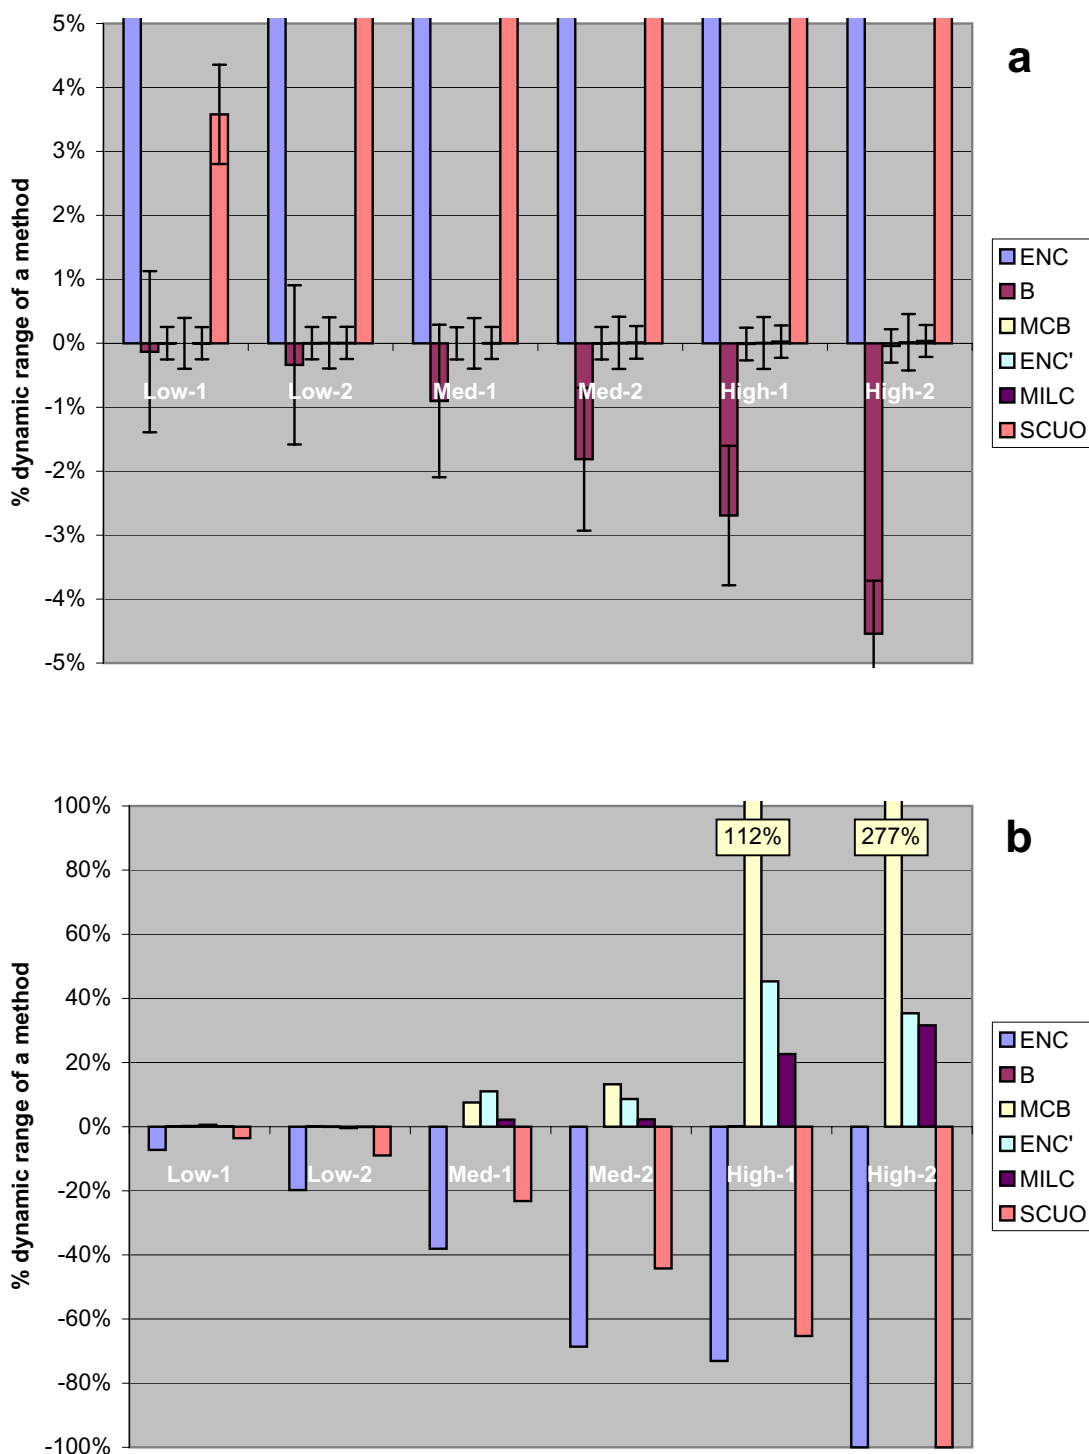 a
% dynamic range of a method
5%
4%
3%
2%
1%
0%
-1%
-2%
-3%
-4%
-5%
Low-1 Low-2 Med-1 Med-2 High-1 High-2
ENC
B
MCB
ENC'
MILC
SCUO
b
% dynamic range of a method
100%
80%
60%
40%
20%
0%
-20%
-40%
-60%
-80%
-100%
112% 277%
Low-1 Low-2 Med-1 Med-2 High-1 High-2
ENC
B
MCB
ENC'
MILC
SCUO